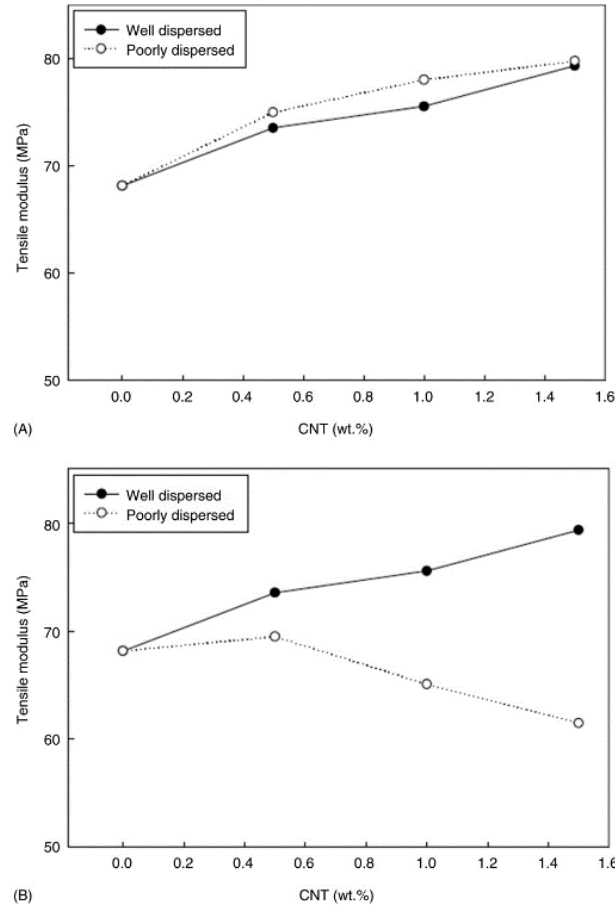 Well dispersed
Poorly dispersed
80
70
60
50
Tensile modulus (MPa)
0.0 0.2 0.4 0.6 0.8 1.0 1.2 1.4 1.6
(A) CNT (wt.%)
Well dispersed
Poorly dispersed
80
70
60
50
Tensile modulus (MPa)
0.0 0.2 0.4 0.6 0.8 1.0 1.2 1.4 1.6
(B) CNT (wt.%)